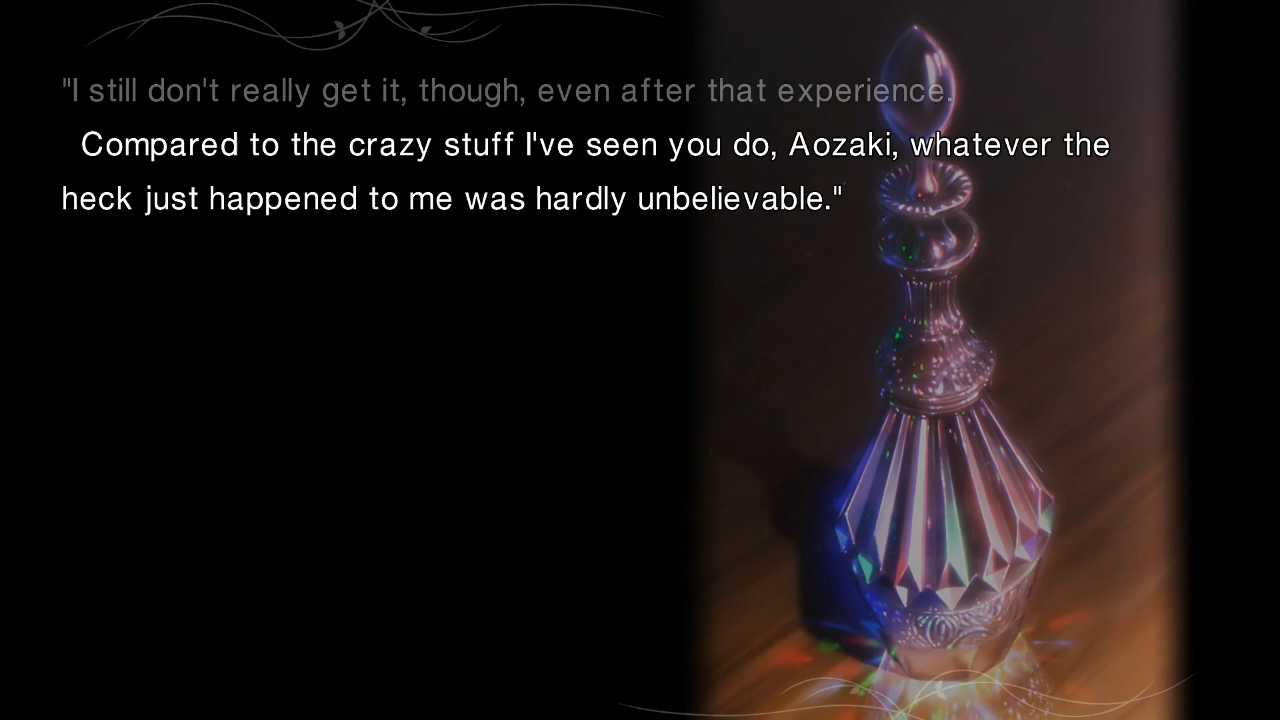 "I still don't really get it, though, even after that experience.
Compared to the crazy stuff I've seen you do, Aozaki, whatever the
heck just happened to me was hardly unbelievable."